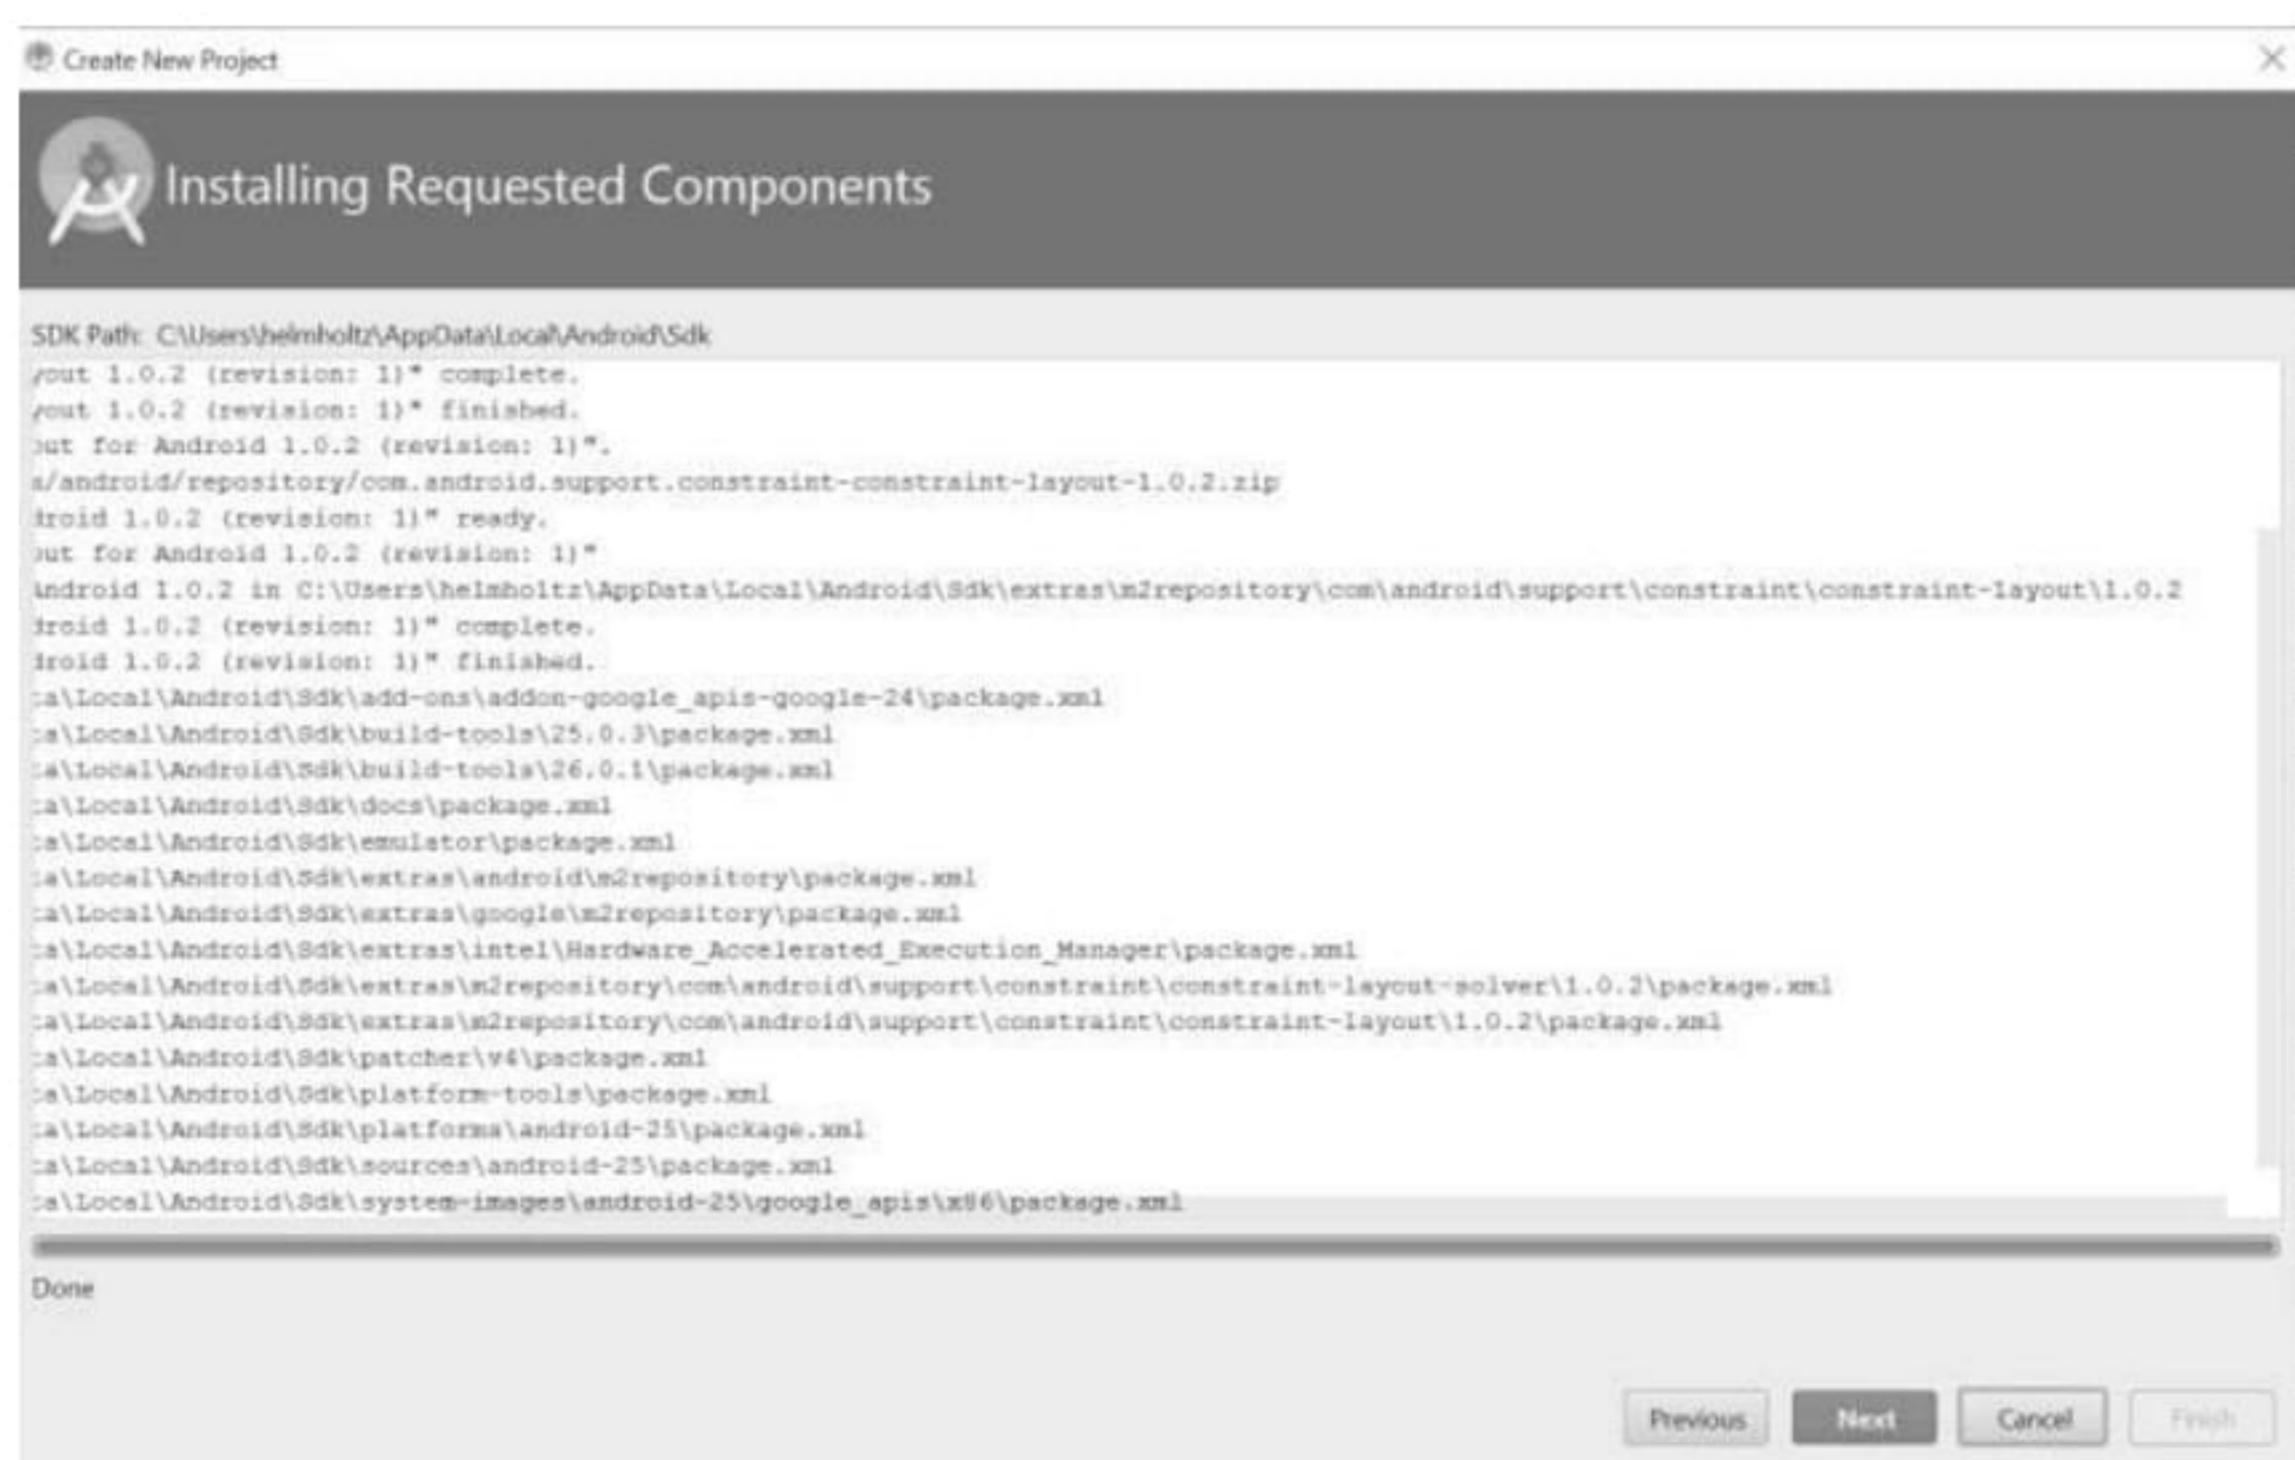 Create New Project
Installing Requested Components
SDK Path: C:\Users\helmholtz\AppData\Local\Android\Sdk
yout 1.0.2 (revision: 1)" complete.
yout 1.0.2 (revision: 1)" finished.
out for Android 1.0.2 (revision: 1)".
s/android/repository/com.android.support.constraint-constraint-layout-1.0.2.zip
droid 1.0.2 (revision: 1)" ready.
out for Android 1.0.2 (revision: 1)"
Android 1.0.2 in C:\Users\helmholtz\AppData\Local\Android\Sdk\extras\m2repository\com\android\support\constraint\constraint-layout\1.0.2
droid 1.0.2 (revision: 1)" complete.
droid 1.0.2 (revision: 1)" finished.
ta\Local\Android\Sdk\add-ons\addon-google_apis-google-24\package.xml
ta\Local\Android\Sdk\build-tools\25.0.3\package.xml
ta\Local\Android\Sdk\build-tools\26.0.1\package.xml
ta\Local\Android\Sdk\docs\package.xml
ta\Local\Android\Sdk\emulator\package.xml
ta\Local\Android\Sdk\extras\android\m2repository\package.xml
ta\Local\Android\Sdk\extras\google\m2repository\package.xml
ta\Local\Android\Sdk\extras\intel\Hardware_Accelerated_Execution_Manager\package.xml
ta\Local\Android\Sdk\extras\m2repository\com\android\support\constraint\constraint-layout-solver\1.0.2\package.xml
ta\Local\Android\Sdk\extras\m2repository\com\android\support\constraint\constraint-layout\1.0.2\package.xml
ta\Local\Android\Sdk\patcher\v4\package.xml
ta\Local\Android\Sdk\platform-tools\package.xml
ta\Local\Android\Sdk\platforms\android-25\package.xml
ta\Local\Android\Sdk\sources\android-25\package.xml
ta\Local\Android\Sdk\system-images\android-25\google_apis\x86\package.xml
Done
Previous Next Cancel Finish